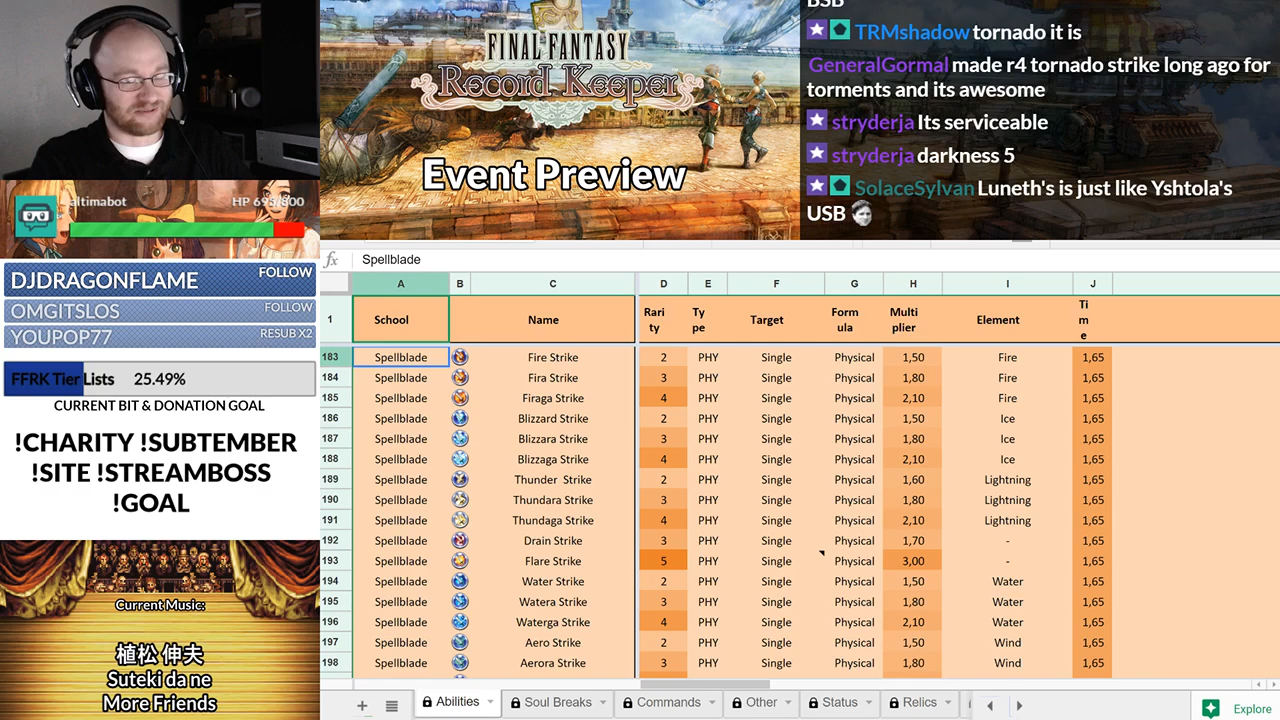 altimabot HP 695/800
DJDRAGONFLAME FOLLOW
OMGITSLOS FOLLOW
YOUPOP77 RESUB X2
FFRK Tier Lists 25.49%
CURRENT BIT & DONATION GOAL
!CHARITY !SUBTEMBER
!SITE !STREAMBOSS
!GOAL
Current Music:
植松 伸夫
Suteki da ne
More Friends
FINAL FANTASY
Record Keeper
Event Preview
BSB
TRMshadow tornado it is
GeneralGormal made r4 tornado strike long ago for
torments and its awesome
stryderja Its serviceable
stryderja darkness 5
SolaceSylvan Luneth's is just like Yshtola's
USB
fx Spellblade
A B C D E F G H I J
1 School Name Rarity Type Target Formula Multiplier Element Time
183 Spellblade Fire Strike 2 PHY Single Physical 1,50 Fire 1,65
184 Spellblade Fira Strike 3 PHY Single Physical 1,80 Fire 1,65
185 Spellblade Firaga Strike 4 PHY Single Physical 2,10 Fire 1,65
186 Spellblade Blizzard Strike 2 PHY Single Physical 1,50 Ice 1,65
187 Spellblade Blizzara Strike 3 PHY Single Physical 1,80 Ice 1,65
188 Spellblade Blizzaga Strike 4 PHY Single Physical 2,10 Ice 1,65
189 Spellblade Thunder Strike 2 PHY Single Physical 1,60 Lightning 1,65
190 Spellblade Thundara Strike 3 PHY Single Physical 1,80 Lightning 1,65
191 Spellblade Thundaga Strike 4 PHY Single Physical 2,10 Lightning 1,65
192 Spellblade Drain Strike 3 PHY Single Physical 1,70 - 1,65
193 Spellblade Flare Strike 5 PHY Single Physical 3,00 - 1,65
194 Spellblade Water Strike 2 PHY Single Physical 1,50 Water 1,65
195 Spellblade Watera Strike 3 PHY Single Physical 1,80 Water 1,65
196 Spellblade Waterga Strike 4 PHY Single Physical 2,10 Water 1,65
197 Spellblade Aero Strike 2 PHY Single Physical 1,50 Wind 1,65
198 Spellblade Aerora Strike 3 PHY Single Physical 1,80 Wind 1,65
Abilities Soul Breaks Commands Other Status Relics Explore